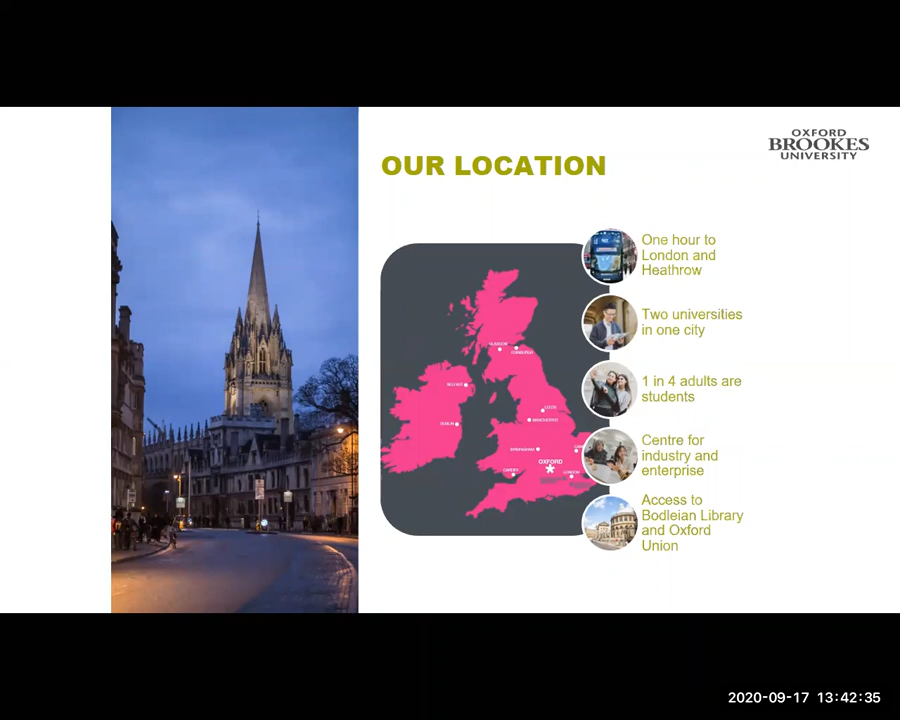 OXFORD
BROOKES
UNIVERSITY
OUR LOCATION
One hour to
London and
Heathrow
Two universities
in one city
1 in 4 adults are
students
Centre for
industry and
enterprise
Access to
Bodleian Library
and Oxford
Union
GLASGOW
EDINBURGH
BELFAST
LEEDS
MANCHESTER
DUBLIN
BIRMINGHAM
OXFORD
CARDIFF
LONDON
2020-09-17 13:42:35